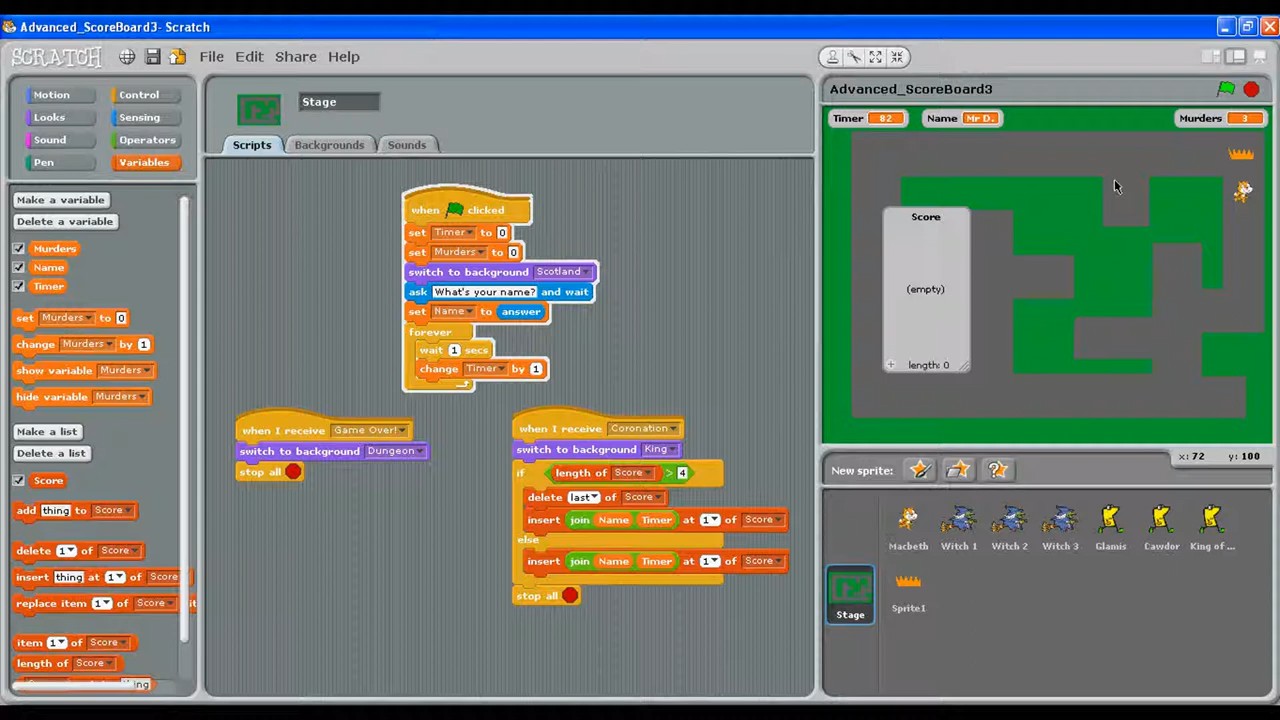 Advanced_ScoreBoard3- Scratch
SCRATCH File Edit Share Help
Motion Control
Looks Sensing
Sound Operators
Pen Variables
Make a variable
Delete a variable
Murders
Name
Timer
set Murders to 0
change Murders by 1
show variable Murders
hide variable Murders
Make a list
Delete a list
Score
add thing to Score
delete 1 of Score
insert thing at 1 of Score
replace item 1 of Score
item 1 of Score
length of Score
Stage
Scripts Backgrounds Sounds
when clicked
set Timer to 0
set Murders to 0
switch to background Scotland
ask What's your name? and wait
set Name to answer
forever
wait 1 secs
change Timer by 1
when I receive Game Over!
switch to background Dungeon
stop all
when I receive Coronation
switch to background King
if length of Score > 4
delete last of Score
insert join Name Timer at 1 of Score
else
insert join Name Timer at 1 of Score
stop all
Advanced_ScoreBoard3
Timer 82 Name Mr D. Murders 3
Score
(empty)
+ length: 0
x: 72 y: 100
New sprite:
Macbeth Witch 1 Witch 2 Witch 3 Glamis Cawdor King of ...
Stage
Sprite1